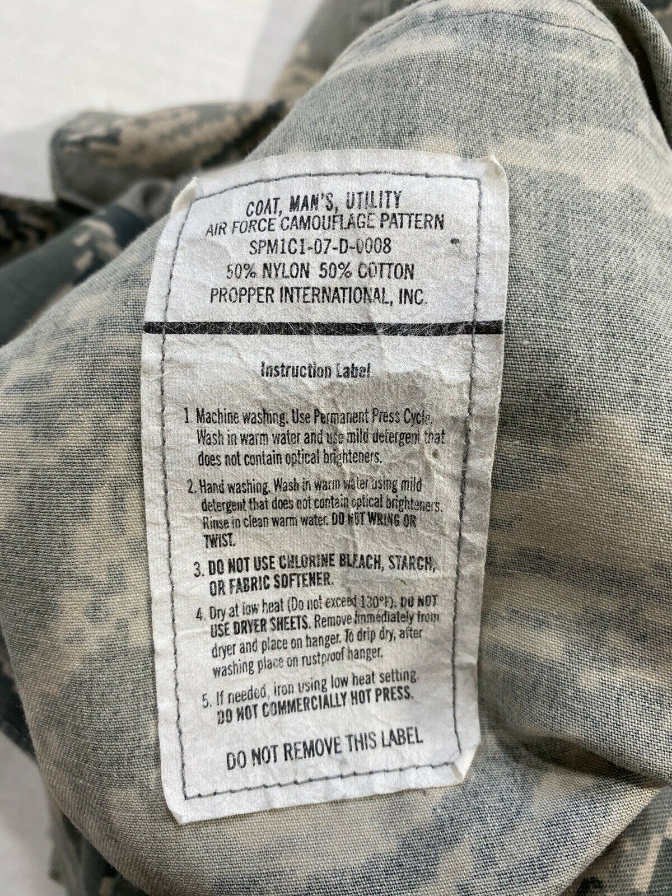 COAT, MAN'S, UTILITY
AIR FORCE CAMOUFLAGE PATTERN
SPM1C1-07-D-0008
50% NYLON 50% COTTON
PROPPER INTERNATIONAL, INC.
Instruction Label
1. Machine washing. Use Permanent Press Cycle.
Wash in warm water and use mild detergent that
does not contain optical brighteners.
2. Hand washing. Wash in warm water using mild
detergent that does not contain optical brighteners.
Rinse in clean warm water. DO NOT WRING OR
TWIST.
3. DO NOT USE CHLORINE BLEACH, STARCH,
OR FABRIC SOFTENER.
4. Dry at low heat (Do not exceed 130°F). DO NOT
USE DRYER SHEETS. Remove immediately from
dryer and place on hanger. To drip dry, after
washing place on rustproof hanger.
5. If needed, iron using low heat setting.
DO NOT COMMERCIALLY HOT PRESS.
DO NOT REMOVE THIS LABEL